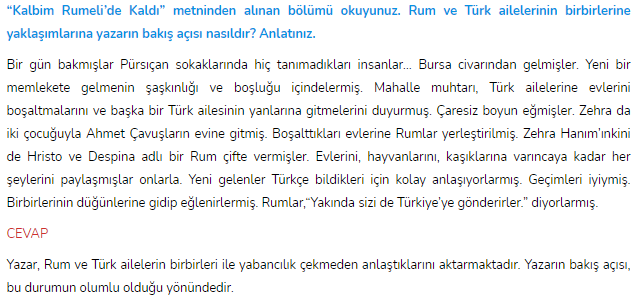 “Kalbim Rumeli’de Kaldı” metninden alınan bölümü okuyunuz. Rum ve Türk ailelerinin birbirlerine
yaklaşımlarına yazarın bakış açısı nasıldır? Anlatınız.
Bir gün bakmışlar Pürsıçan sokaklarında hiç tanımadıkları insanlar... Bursa civarından gelmişler. Yeni bir
memlekete gelmenin şaşkınlığı ve boşluğu içindelermiş. Mahalle muhtarı, Türk ailelerine evlerini
boşaltmalarını ve başka bir Türk ailesinin yanlarına gitmelerini duyurmuş. Çaresiz boyun eğmişler. Zehra da
iki çocuğuyla Ahmet Çavuşların evine gitmiş. Boşalttıkları evlerine Rumlar yerleştirilmiş. Zehra Hanım’ınkini
de Hristo ve Despina adlı bir Rum çifte vermişler. Evlerini, hayvanlarını, kaşıklarına varıncaya kadar her
şeylerini paylaşmışlar onlarla. Yeni gelenler Türkçe bildikleri için kolay anlaşıyorlarmış. Geçimleri iyiymiş.
Birbirlerinin düğünlerine gidip eğlenirlermiş. Rumlar,“Yakında sizi de Türkiye’ye gönderirler.” diyorlarmış.
CEVAP
Yazar, Rum ve Türk ailelerin birbirleri ile yabancılık çekmeden anlaştıklarını aktarmaktadır. Yazarın bakış açısı,
bu durumun olumlu olduğu yönündedir.